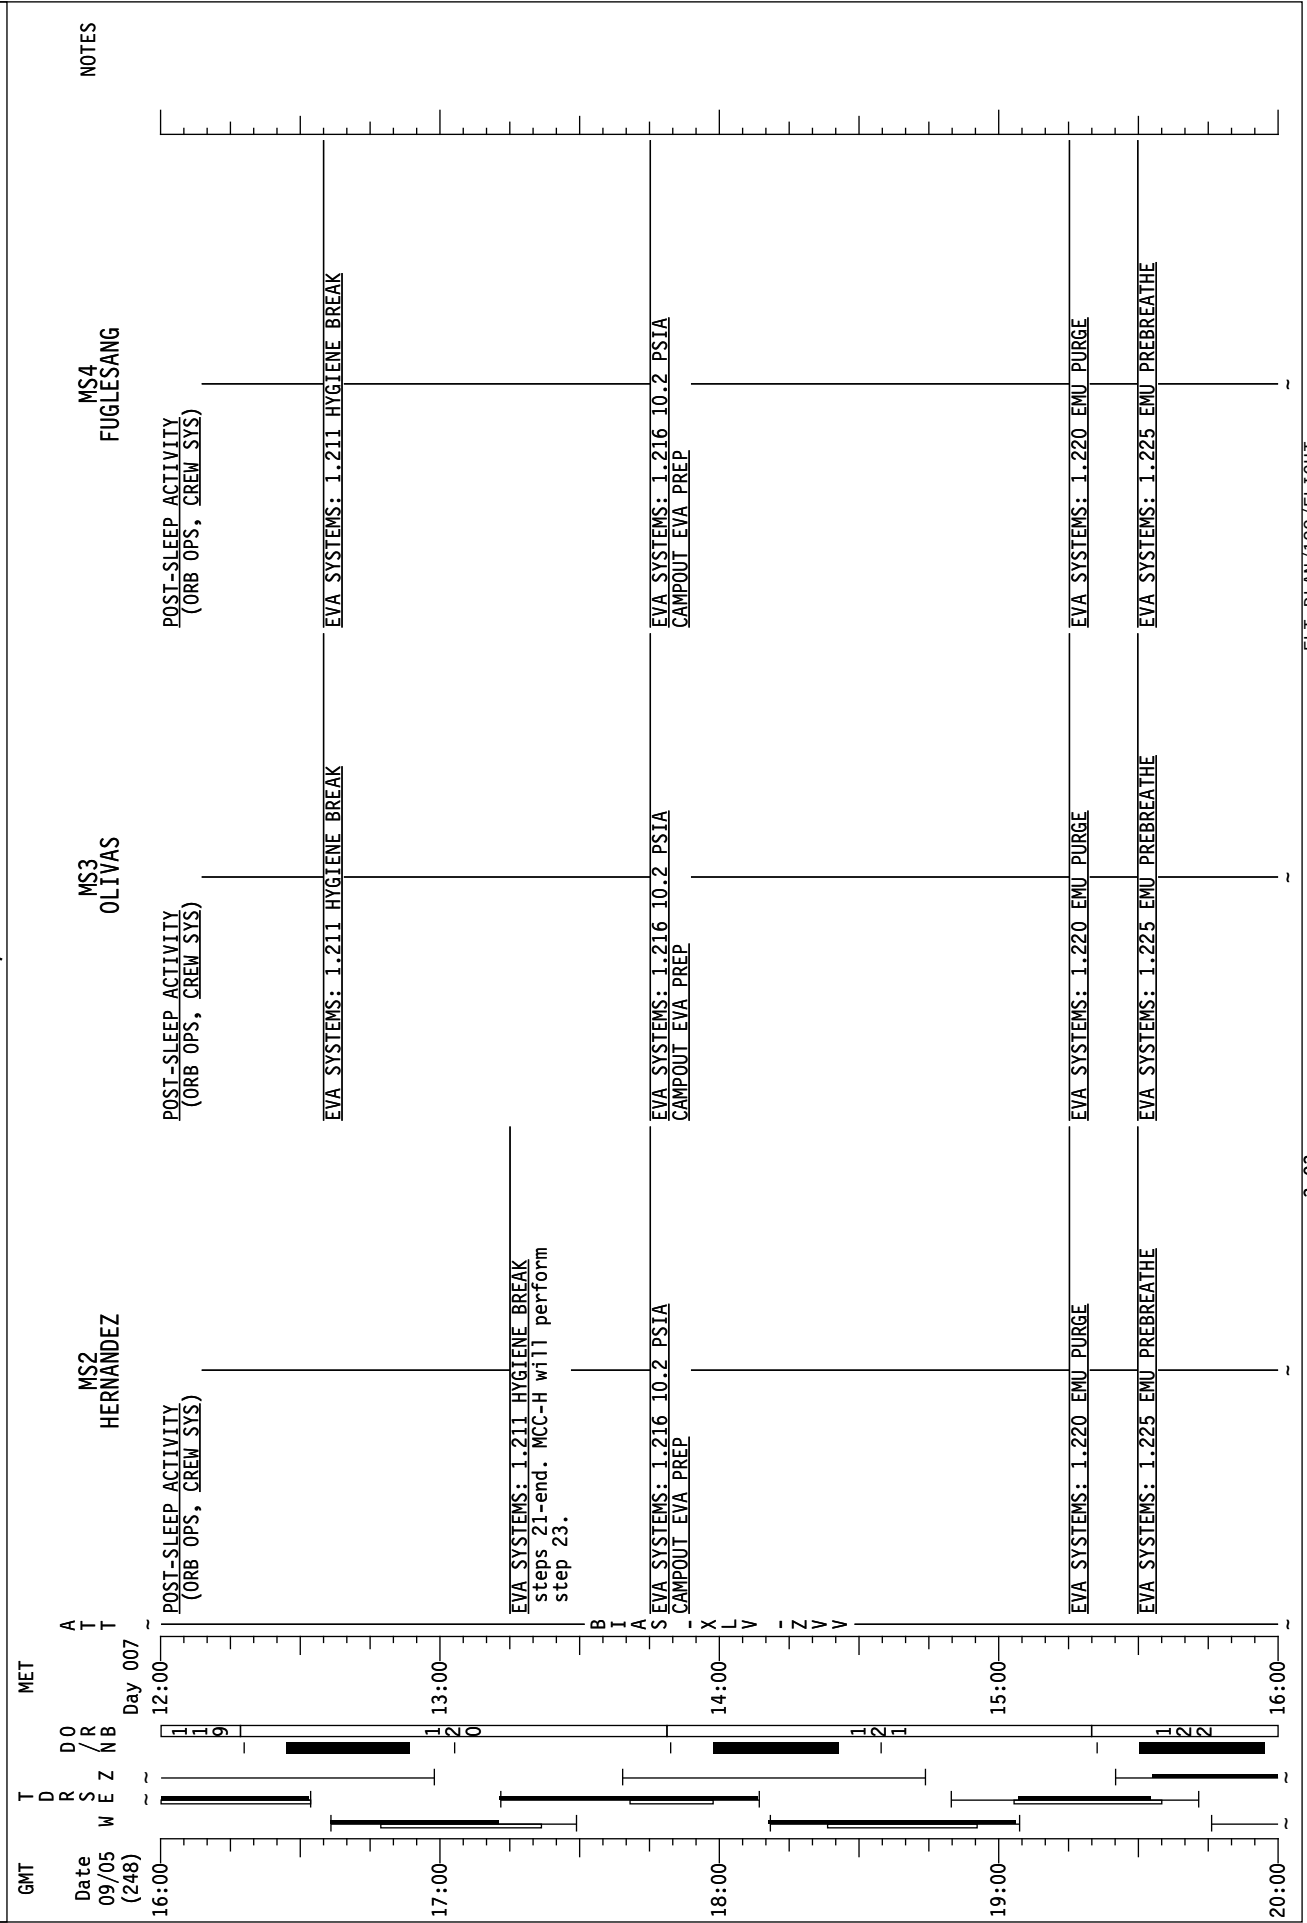 GMT
MET
MS2
HERNANDEZ
MS3
OLIVAS
MS4
FUGLESANG
NOTES
Date
09/05
(248)
T
D
R
S
W E Z
D O
/ R
N B
Day 007
A
T
T
16:00
17:00
18:00
19:00
20:00
119
120
121
122
12:00
13:00
14:00
15:00
16:00
BIAS -XLV -ZVV
POST-SLEEP ACTIVITY
(ORB OPS, CREW SYS)
EVA SYSTEMS: 1.211 HYGIENE BREAK
steps 21-end. MCC-H will perform
step 23.
EVA SYSTEMS: 1.216 10.2 PSIA
CAMPOUT EVA PREP
EVA SYSTEMS: 1.220 EMU PURGE
EVA SYSTEMS: 1.225 EMU PREBREATHE
POST-SLEEP ACTIVITY
(ORB OPS, CREW SYS)
EVA SYSTEMS: 1.211 HYGIENE BREAK
EVA SYSTEMS: 1.216 10.2 PSIA
CAMPOUT EVA PREP
EVA SYSTEMS: 1.220 EMU PURGE
EVA SYSTEMS: 1.225 EMU PREBREATHE
POST-SLEEP ACTIVITY
(ORB OPS, CREW SYS)
EVA SYSTEMS: 1.211 HYGIENE BREAK
EVA SYSTEMS: 1.216 10.2 PSIA
CAMPOUT EVA PREP
EVA SYSTEMS: 1.220 EMU PURGE
EVA SYSTEMS: 1.225 EMU PREBREATHE